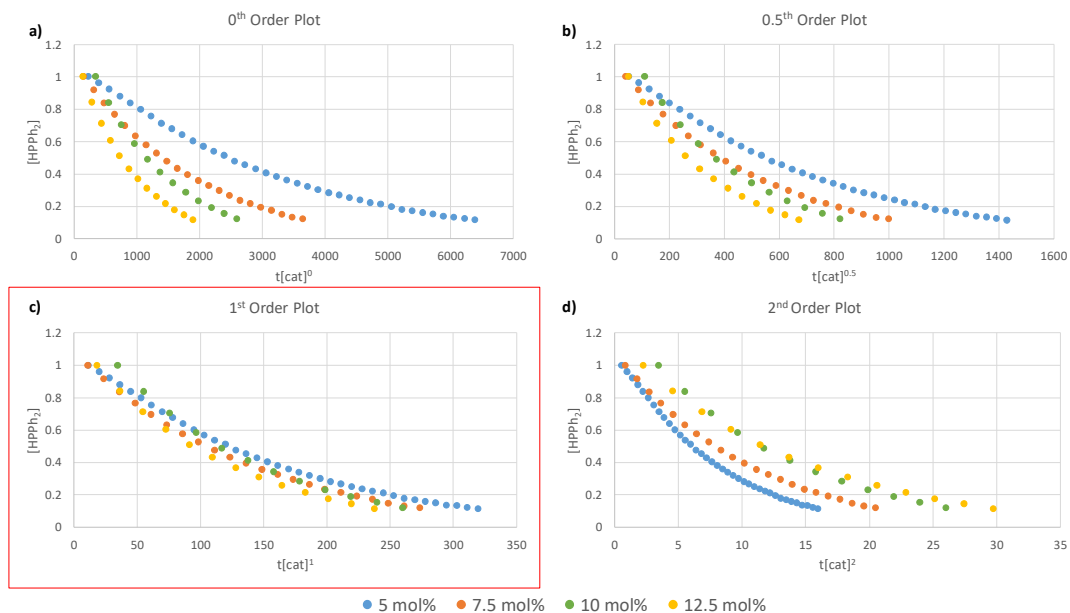 a)
0th Order Plot
1.2
1
0.8
0.6
0.4
0.2
0
[HPPh2]
0 1000 2000 3000 4000 5000 6000 7000
t[cat]0
b)
0.5th Order Plot
1.2
1
0.8
0.6
0.4
0.2
0
[HPPh2]
0 200 400 600 800 1000 1200 1400 1600
t[cat]0.5
c)
1st Order Plot
1.2
1
0.8
0.6
0.4
0.2
0
[HPPh2]
0 50 100 150 200 250 300 350
t[cat]1
d)
2nd Order Plot
1.2
1
0.8
0.6
0.4
0.2
0
[HPPh2]
0 5 10 15 20 25 30 35
t[cat]2
5 mol% 7.5 mol% 10 mol% 12.5 mol%